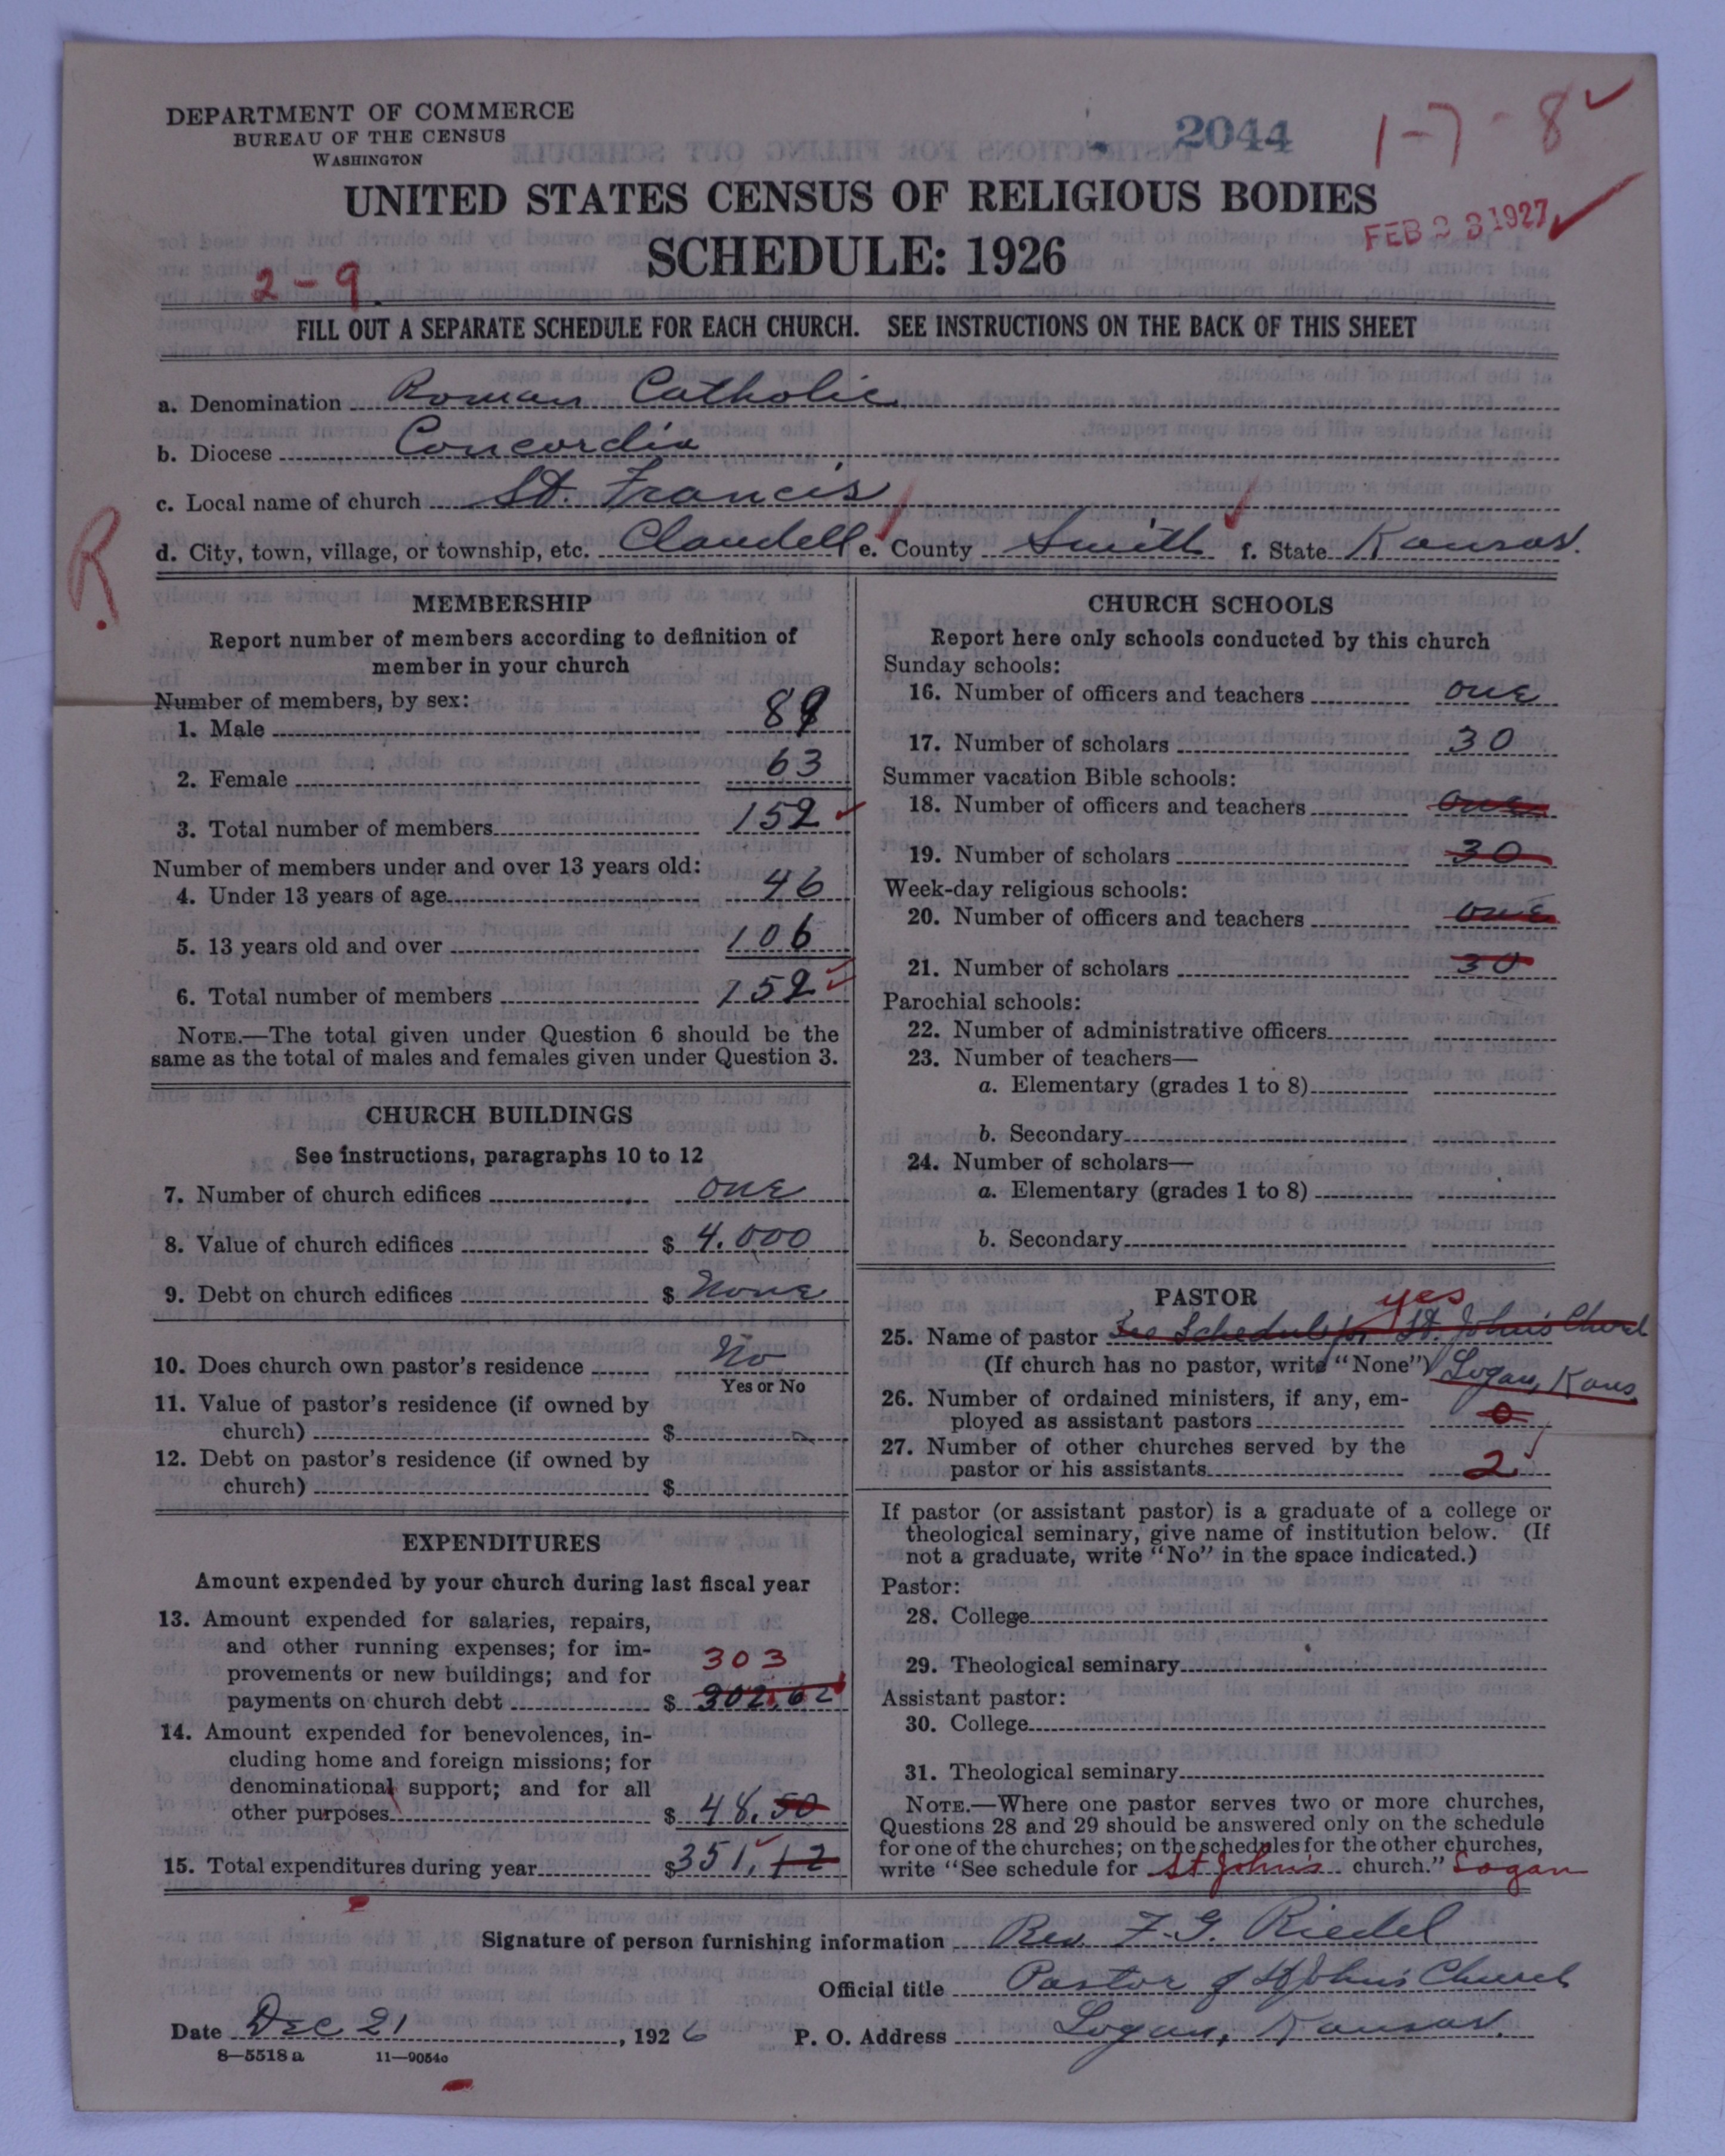 DEPARTMENT OF COMMERCE
BUREAU OF THE CENSUS
WASHINGTON
2044
1-7-8
UNITED STATES CENSUS OF RELIGIOUS BODIES
FEB 23 1927
SCHEDULE: 1926
2-9
FILL OUT A SEPARATE SCHEDULE FOR EACH CHURCH. SEE INSTRUCTIONS ON THE BACK OF THIS SHEET
a. Denomination Roman Catholic
b. Diocese Concordia
c. Local name of church St. Francis
R.
d. City, town, village, or township, etc. Claudell e. County Smith f. State Kansas.
MEMBERSHIP
Report number of members according to definition of
member in your church
Number of members, by sex:
1. Male 89
2. Female 63
3. Total number of members 152
Number of members under and over 13 years old:
4. Under 13 years of age 46
5. 13 years old and over 106
6. Total number of members 152
NOTE.—The total given under Question 6 should be the
same as the total of males and females given under Question 3.
CHURCH BUILDINGS
See instructions, paragraphs 10 to 12
7. Number of church edifices one
8. Value of church edifices $ 4.000
9. Debt on church edifices $ None
10. Does church own pastor's residence No
Yes or No
11. Value of pastor's residence (if owned by
church) $
12. Debt on pastor's residence (if owned by
church) $
EXPENDITURES
Amount expended by your church during last fiscal year
13. Amount expended for salaries, repairs,
and other running expenses; for im-
provements or new buildings; and for
303
payments on church debt $ 302.62
14. Amount expended for benevolences, in-
cluding home and foreign missions; for
denominational support; and for all
other purposes $ 48.50
15. Total expenditures during year $351.12
CHURCH SCHOOLS
Report here only schools conducted by this church
Sunday schools:
16. Number of officers and teachers one
17. Number of scholars 30
Summer vacation Bible schools:
18. Number of officers and teachers one
19. Number of scholars 30
Week-day religious schools:
20. Number of officers and teachers one
21. Number of scholars 30
Parochial schools:
22. Number of administrative officers
23. Number of teachers—
a. Elementary (grades 1 to 8)
b. Secondary
24. Number of scholars—
a. Elementary (grades 1 to 8)
b. Secondary
PASTOR yes
25. Name of pastor See Schedule for St. John's Church
(If church has no pastor, write "None") Logan, Kans
26. Number of ordained ministers, if any, em-
ployed as assistant pastors 0
27. Number of other churches served by the
pastor or his assistants 2
If pastor (or assistant pastor) is a graduate of a college or
theological seminary, give name of institution below. (If
not a graduate, write "No" in the space indicated.)
Pastor:
28. College
29. Theological seminary
Assistant pastor:
30. College
31. Theological seminary
NOTE.—Where one pastor serves two or more churches,
Questions 28 and 29 should be answered only on the schedule
for one of the churches; on the schedules for the other churches,
write "See schedule for St John's church." Logan
Signature of person furnishing information Rev. F. G. Riedel
Official title Pastor of St John's Church
Date Dec 21, 1926 P. O. Address Logan, Kansas.
8—5518 a 11—9054c